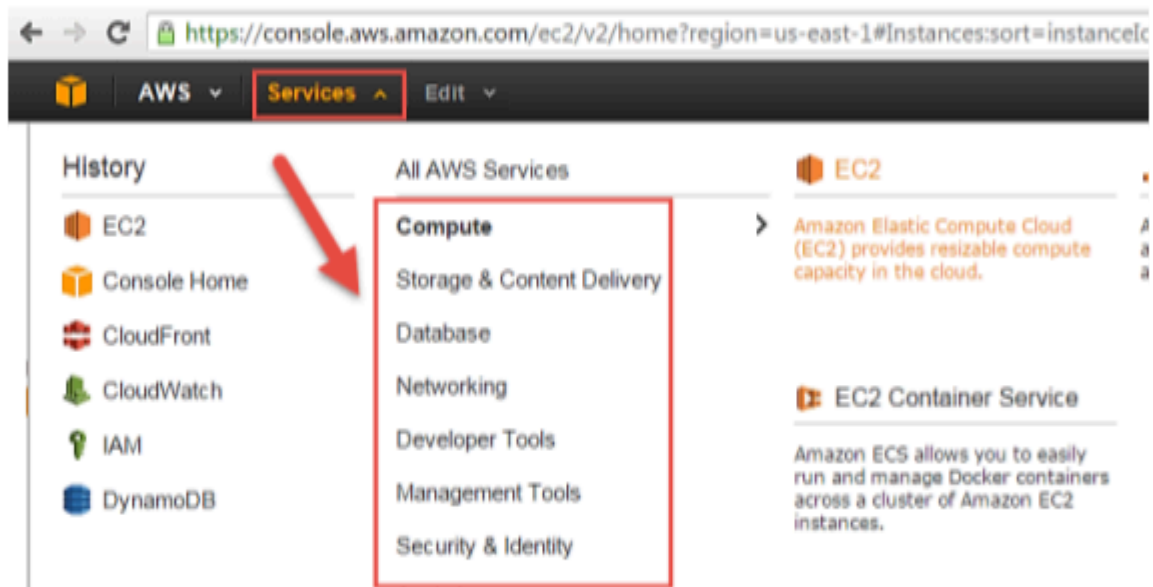 https://console.aws.amazon.com/ec2/v2/home?region=us-east-1#Instances:sort=instanceId
AWS Services Edit
History
EC2
Console Home
CloudFront
CloudWatch
IAM
DynamoDB
All AWS Services
Compute
Storage & Content Delivery
Database
Networking
Developer Tools
Management Tools
Security & Identity
EC2
Amazon Elastic Compute Cloud
(EC2) provides resizable compute
capacity in the cloud.
EC2 Container Service
Amazon ECS allows you to easily
run and manage Docker containers
across a cluster of Amazon EC2
instances.